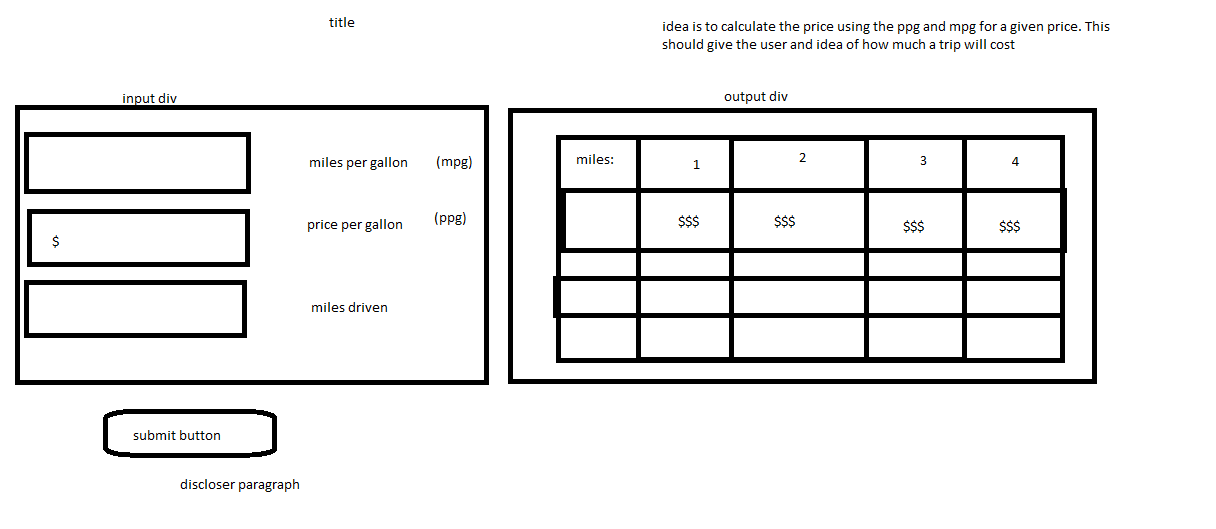 title
idea is to calculate the price using the ppg and mpg for a given price. This
should give the user and idea of how much a trip will cost
input div
miles per gallon (mpg)
$
price per gallon (ppg)
miles driven
submit button
discloser paragraph
output div
miles: 1 2 3 4
$$$ $$$ $$$ $$$